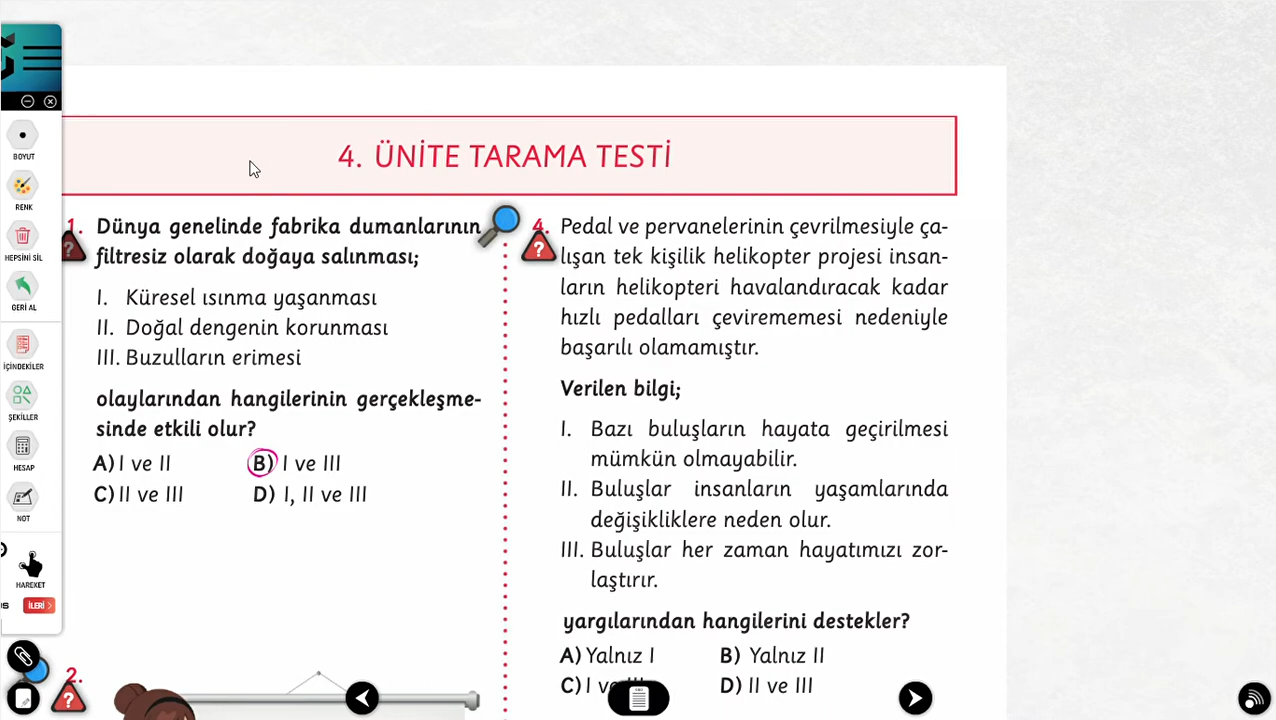 BOYUT
RENK
HEPSİNİ SİL
GERİ AL
İÇİNDEKİLER
ŞEKİLLER
HESAP
NOT
HAREKET
İLERİ >
4. ÜNİTE TARAMA TESTİ
1. Dünya genelinde fabrika dumanlarının
filtresiz olarak doğaya salınması;
I. Küresel ısınma yaşanması
II. Doğal dengenin korunması
III. Buzulların erimesi
olaylarından hangilerinin gerçekleşme-
sinde etkili olur?
A) I ve II B) I ve III
C) II ve III D) I, II ve III
2.
4. Pedal ve pervanelerinin çevrilmesiyle ça-
lışan tek kişilik helikopter projesi insan-
ların helikopteri havalandıracak kadar
hızlı pedalları çevirememesi nedeniyle
başarılı olamamıştır.
Verilen bilgi;
I. Bazı buluşların hayata geçirilmesi
mümkün olmayabilir.
II. Buluşlar insanların yaşamlarında
değişikliklere neden olur.
III. Buluşlar her zaman hayatımızı zor-
laştırır.
yargılarından hangilerini destekler?
A) Yalnız I B) Yalnız II
C) I D) II ve III